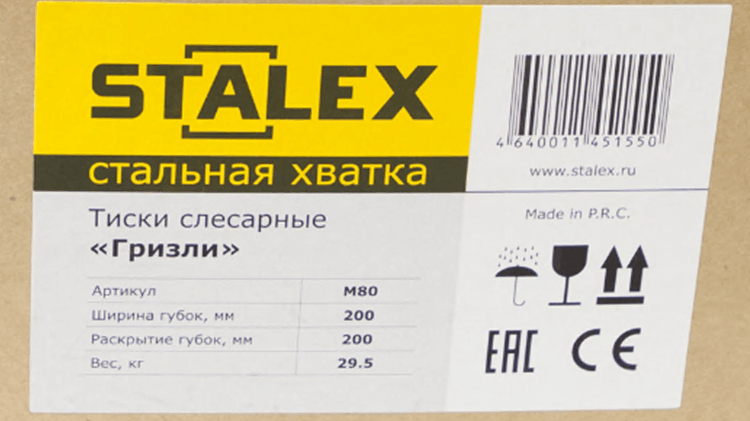 STALEX
стальная хватка
Тиски слесарные
«Гризли»
Артикул M80
Ширина губок, мм 200
Раскрытие губок, мм 200
Вес, кг 29.5
4 640011 451550
www.stalex.ru
Made in P.R.C.
EAC CE